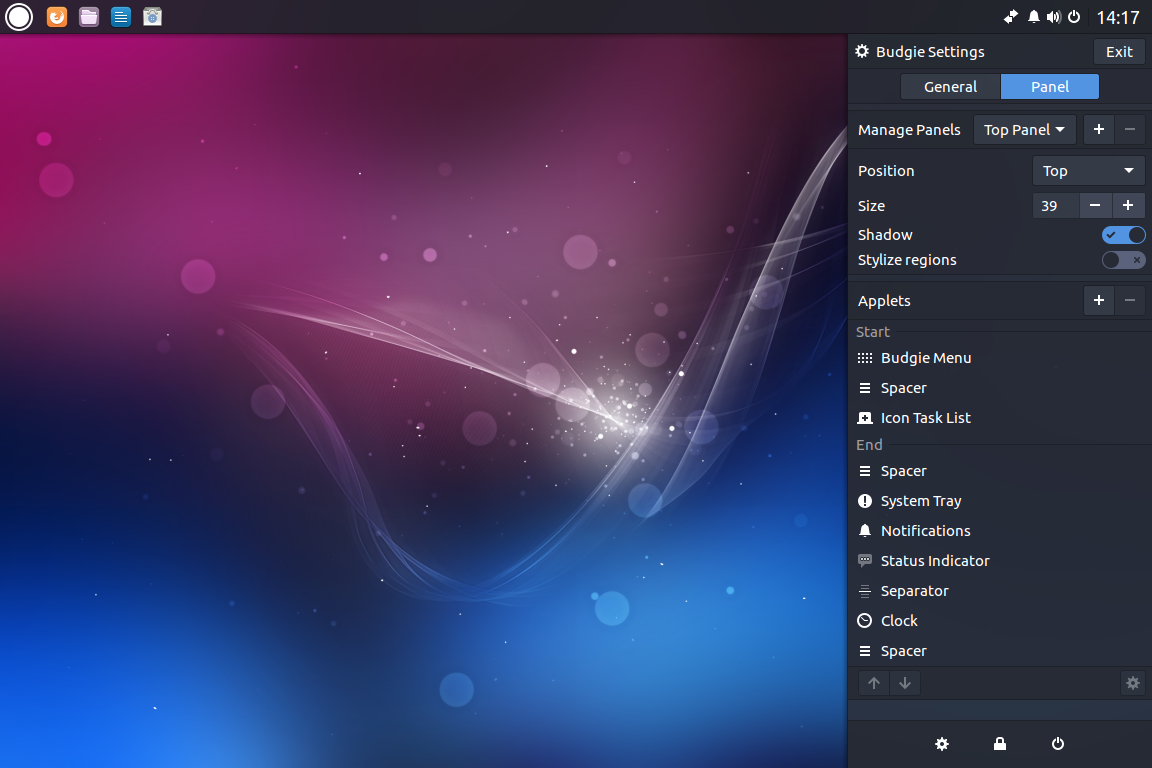 14:17
Budgie Settings Exit
General Panel
Manage Panels Top Panel
Position Top
Size 39
Shadow
Stylize regions
Applets
Start
Budgie Menu
Spacer
Icon Task List
End
Spacer
System Tray
Notifications
Status Indicator
Separator
Clock
Spacer